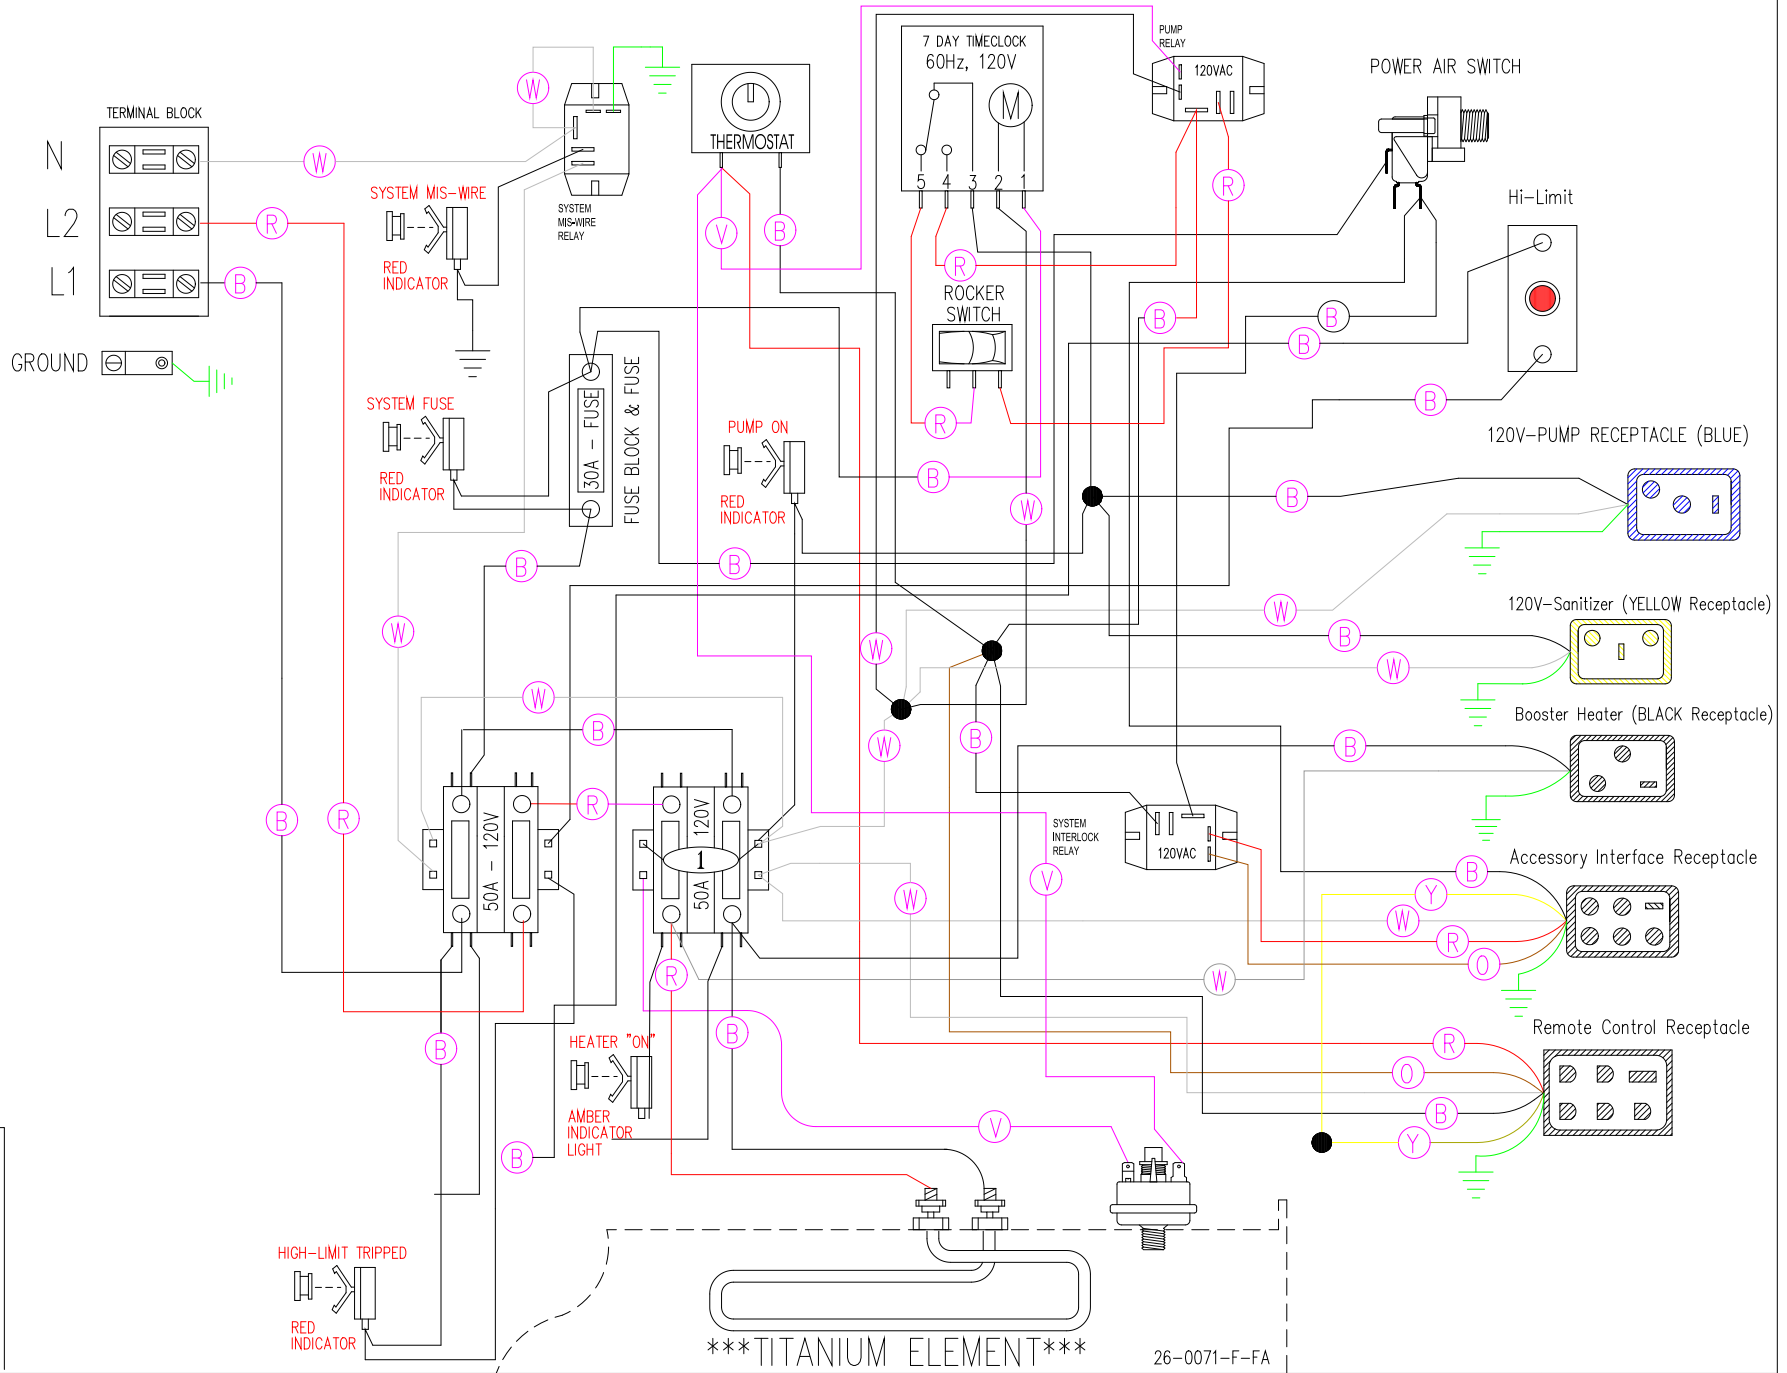 TERMINAL BLOCK
N
L2
L1
GROUND
W
R
B
W
SYSTEM MIS-WIRE
RED
INDICATOR
SYSTEM
MIS-WIRE
RELAY
THERMOSTAT
V
B
7 DAY TIMECLOCK
60Hz, 120V
M
5 4 3 2 1
R
ROCKER
SWITCH
R
B
W
PUMP
RELAY
120VAC
R
B
POWER AIR SWITCH
Hi-Limit
B
B
B
SYSTEM FUSE
RED
INDICATOR
30A - FUSE
FUSE BLOCK & FUSE
PUMP ON
RED
INDICATOR
B
B
W
120V-PUMP RECEPTACLE (BLUE)
B
W
120V-Sanitizer (YELLOW Receptacle)
B
W
Booster Heater (BLACK Receptacle)
B
W
W
W
B
W
B
B
R
R
50A - 120V
50A 120V
1
SYSTEM
INTERLOCK
RELAY
120VAC
V
W
Accessory Interface Receptacle
B
Y
W
R
O
W
R
B
B
Remote Control Receptacle
R
O
B
Y
HEATER "ON"
AMBER
INDICATOR
LIGHT
B
V
HIGH-LIMIT TRIPPED
RED
INDICATOR
***TITANIUM ELEMENT***
26-0071-F-FA